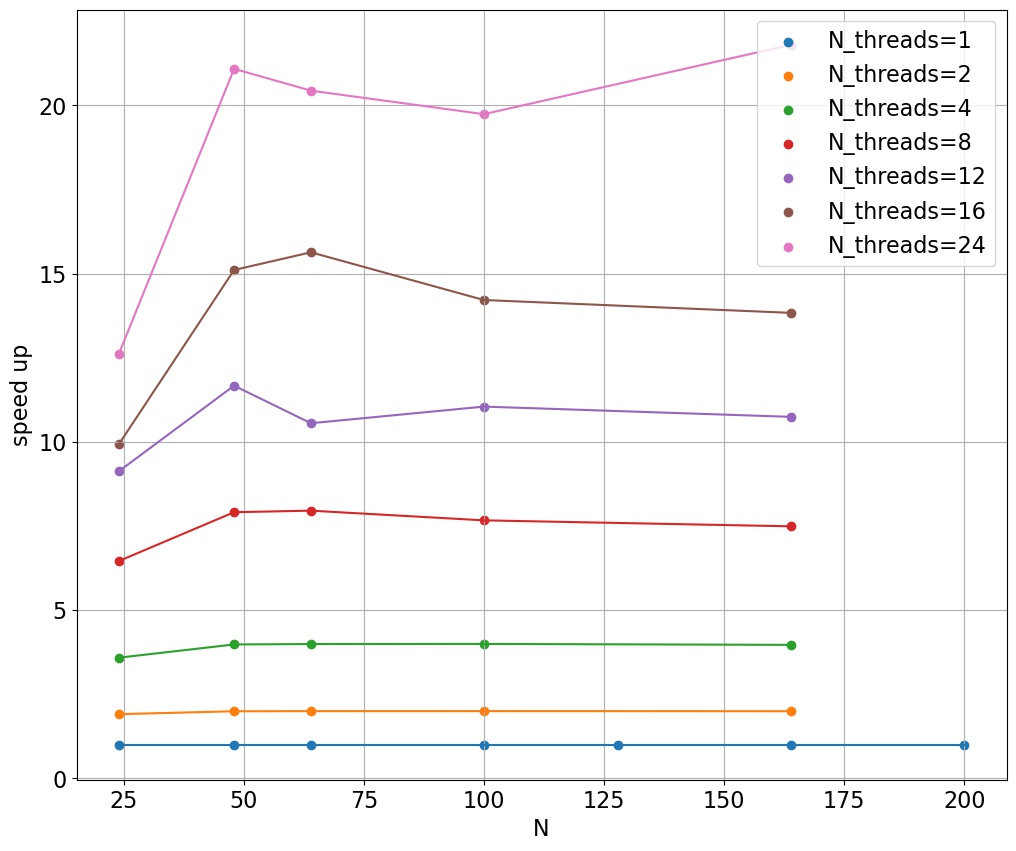 N_threads=1
N_threads=2
N_threads=4
N_threads=8
N_threads=12
N_threads=16
N_threads=24
speed up
20
15
10
5
0
25 50 75 100 125 150 175 200
N